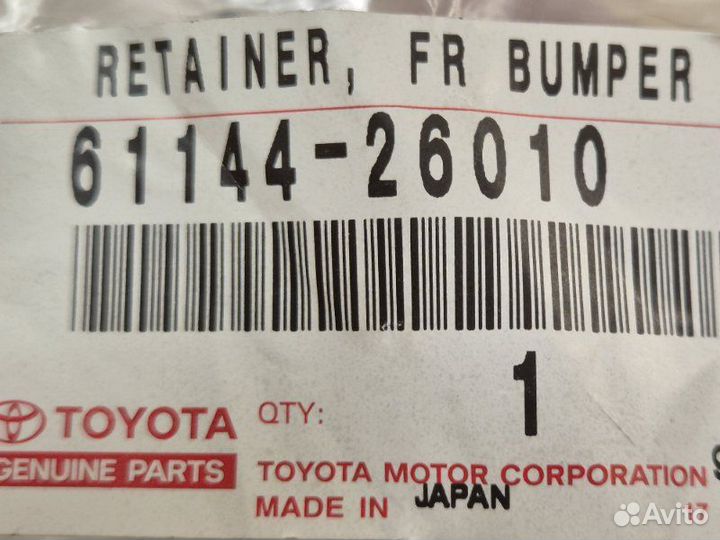 RETAINER, FR BUMPER
61144-26010
TOYOTA
GENUINE PARTS
QTY: 1
TOYOTA MOTOR CORPORATION
MADE IN JAPAN
Avito